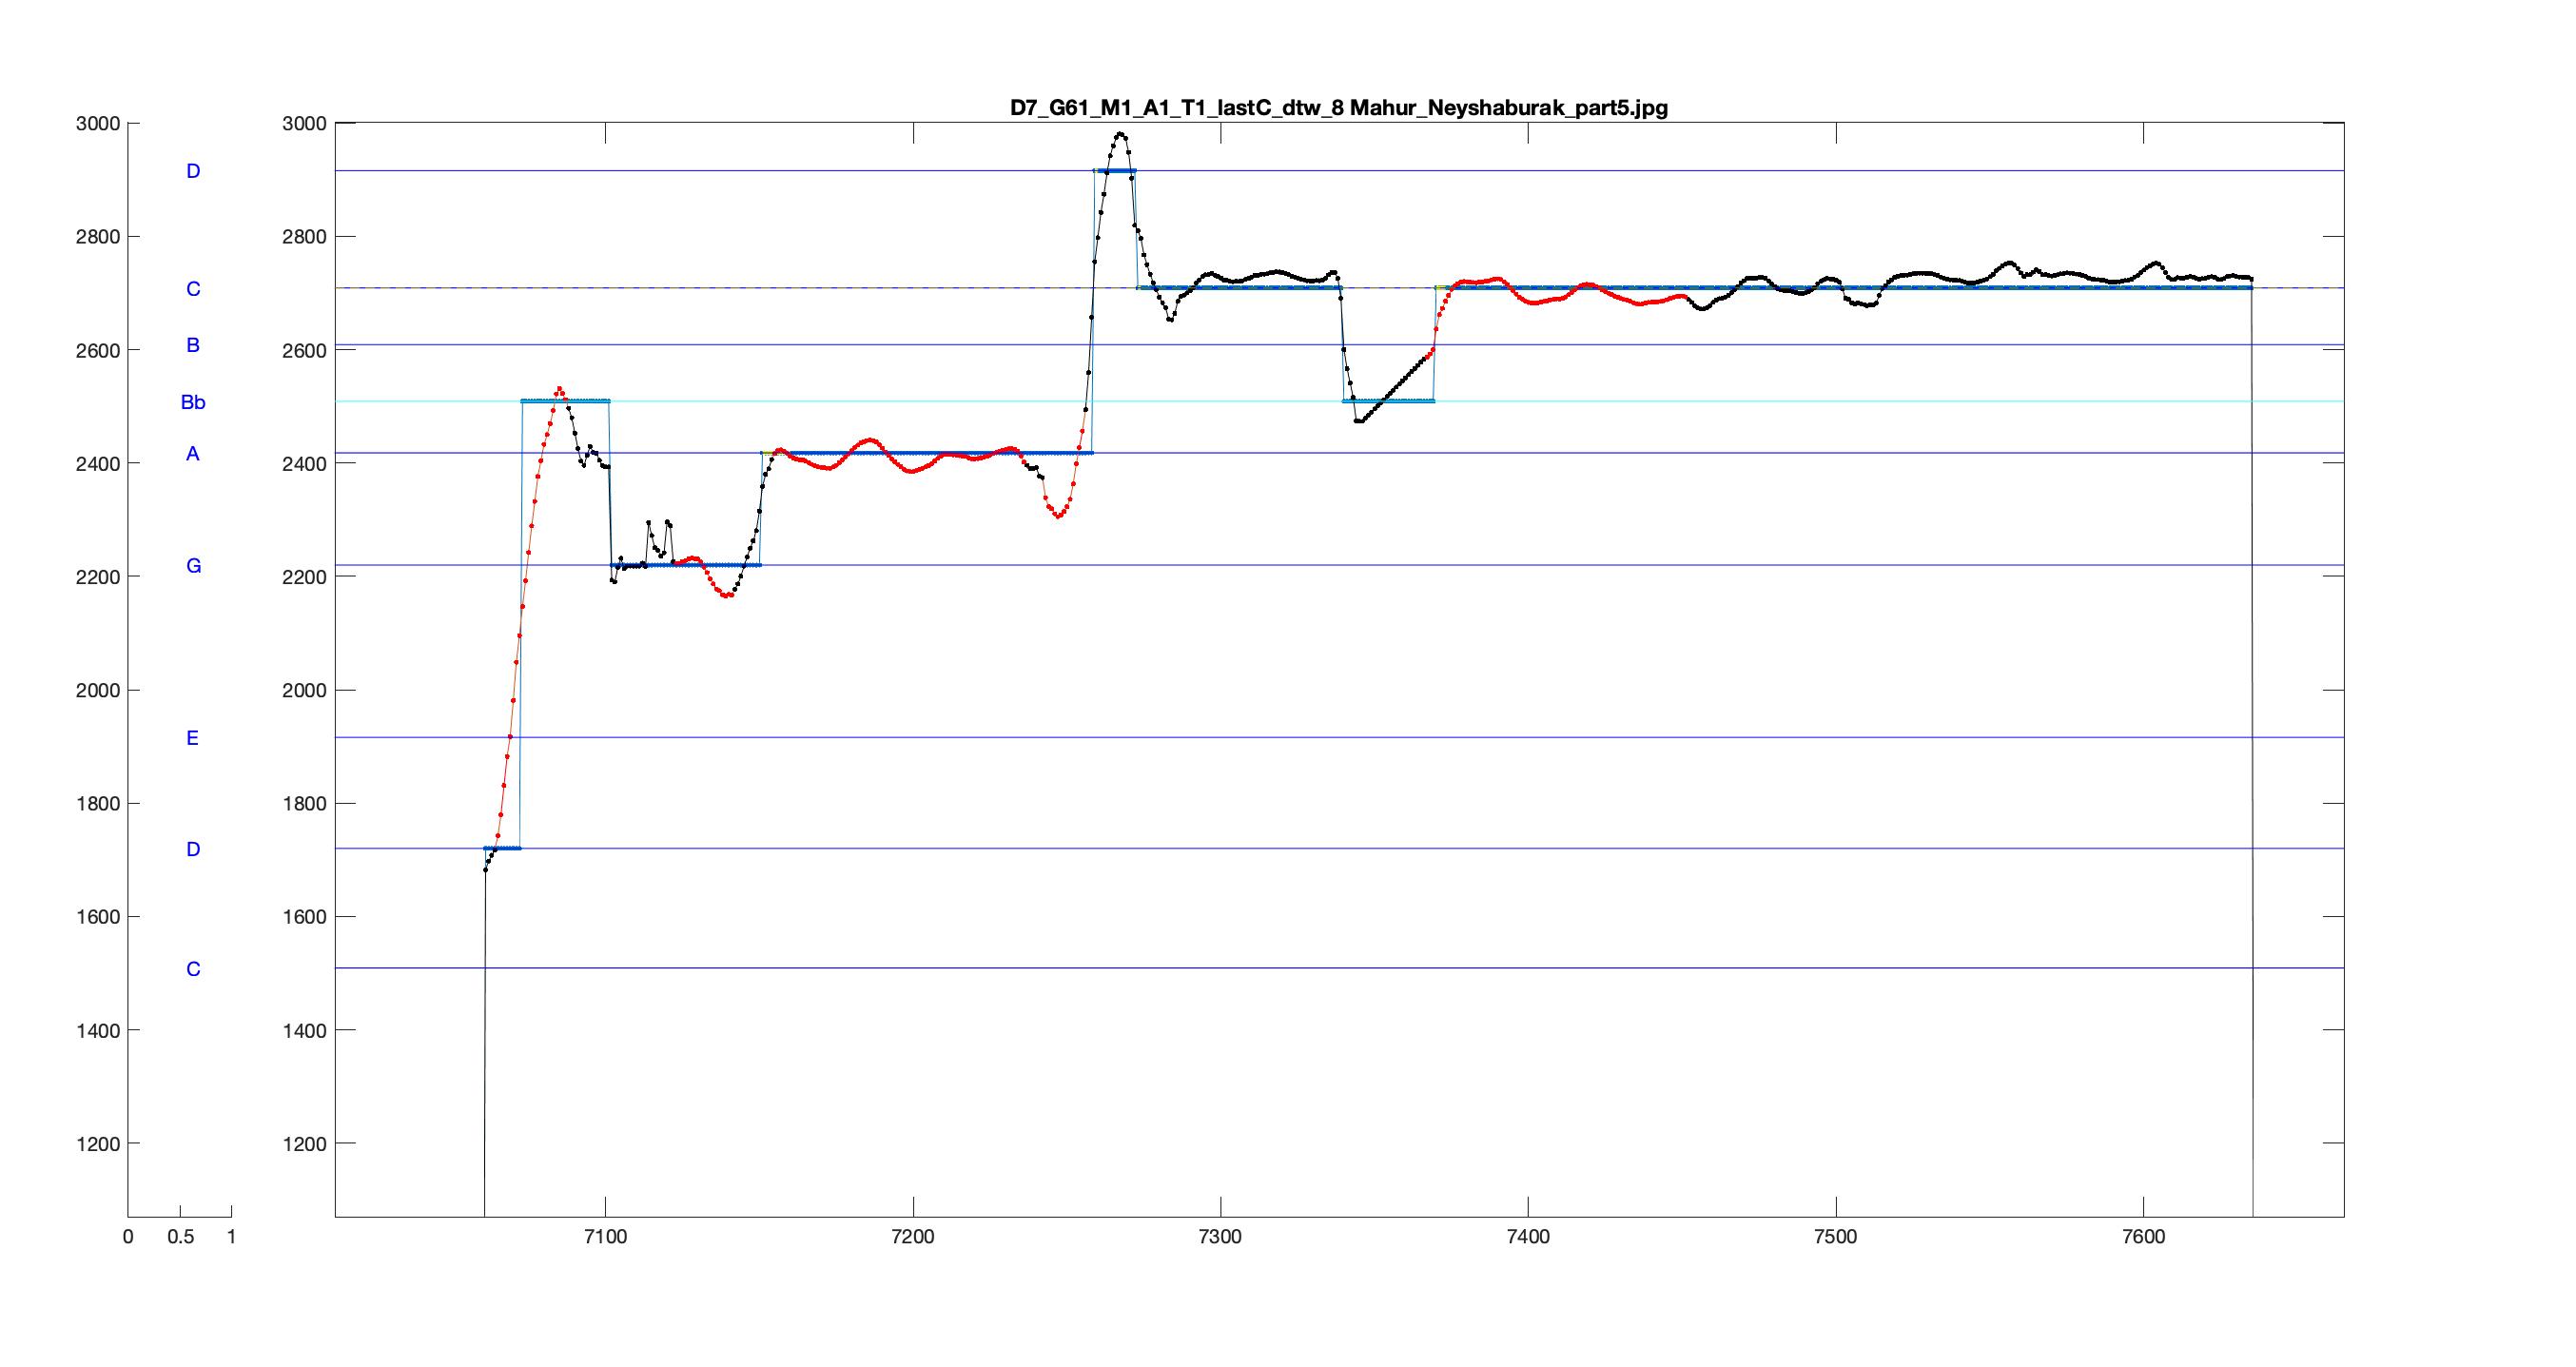 D7_G61_M1_A1_T1_lastC_dtw_8 Mahur_Neyshaburak_part5.jpg
3000 3000
D
2800 2800
C
B
2600 2600
Bb
A
2400 2400
G
2200 2200
2000 2000
E
1800 1800
D
1600 1600
C
1400 1400
1200 1200
0 0.5 1 7100 7200 7300 7400 7500 7600